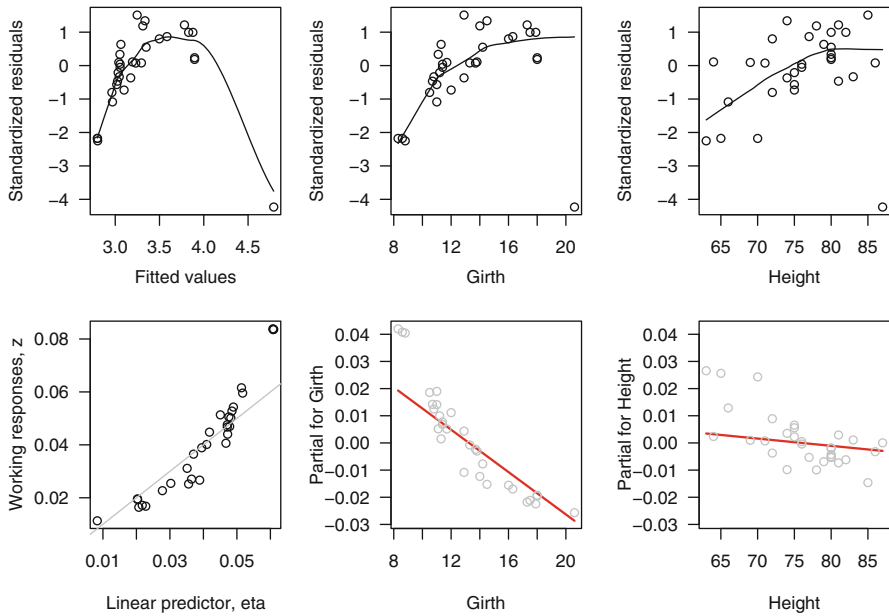 Standardized residuals
1
0
−1
−2
−3
−4
3.0 3.5 4.0 4.5
Fitted values
Standardized residuals
1
0
−1
−2
−3
−4
8 12 16 20
Girth
Standardized residuals
1
0
−1
−2
−3
−4
65 70 75 80 85
Height
Working responses, z
0.08
0.06
0.04
0.02
0.01 0.03 0.05
Linear predictor, eta
Partial for Girth
0.04
0.03
0.02
0.01
0.00
−0.01
−0.02
−0.03
8 12 16 20
Girth
Partial for Height
0.04
0.03
0.02
0.01
0.00
−0.01
−0.02
−0.03
65 70 75 80 85
Height